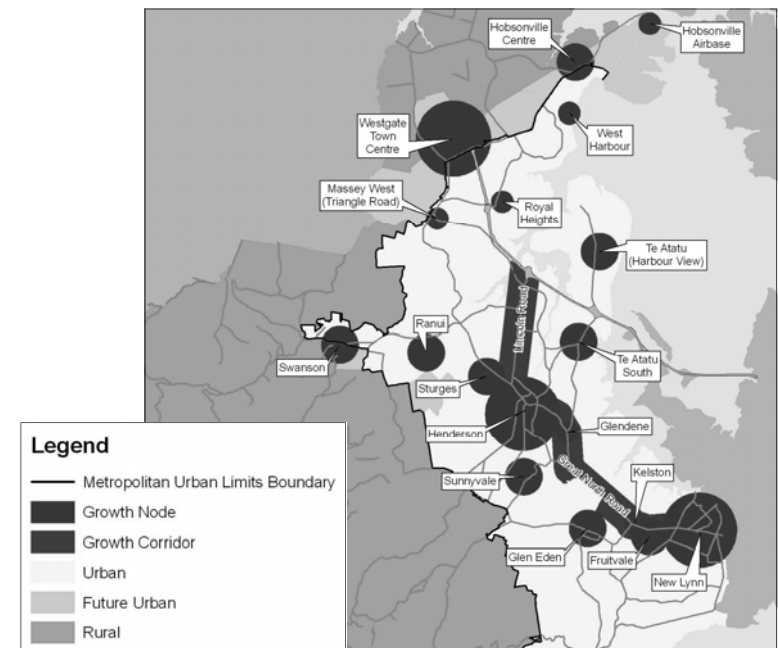 Hobsonville
Centre
Hobsonville
Airbase
Westgate
Town
Centre
West
Harbour
Massey West
(Triangle Road)
Royal
Heights
Te Atatu
(Harbour View)
Lincoln Road
Ranui
Swanson
Te Atatu
South
Sturges
Henderson
Glendene
Great North Road
Kelston
Sunnyvale
Glen Eden
Fruitvale
New Lynn
Legend
Metropolitan Urban Limits Boundary
Growth Node
Growth Corridor
Urban
Future Urban
Rural